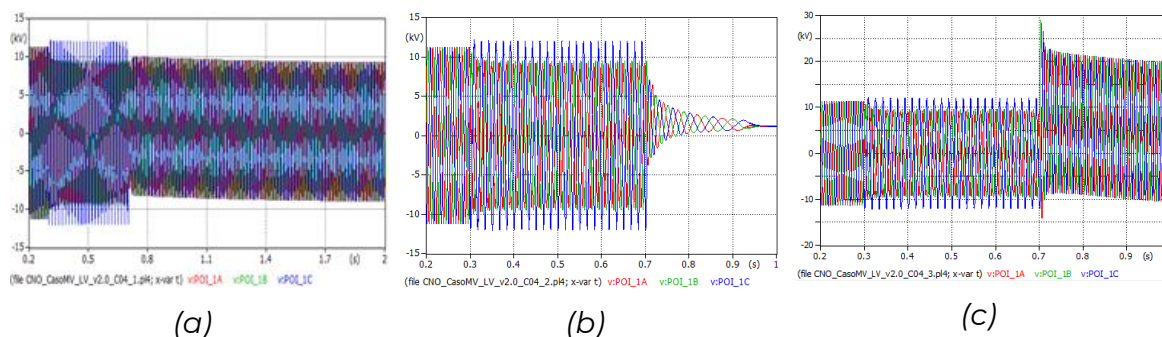 15
(kV)
10
5
0
-5
-10
-15
0.2 0.5 0.8 1.1 1.4 1.7 (s) 2
(file CNO_CasoMV_LV_v2.0_C04_1.pl4; x-var t) v:POI_1A v:POI_1B v:POI_1C
(a)
15
(kV)
10
5
0
-5
-10
-15
0.2 0.3 0.4 0.5 0.6 0.7 0.8 0.9 (s) 1
(file CNO_CasoMV_LV_v2.0_C04_2.pl4; x-var t) v:POI_1A v:POI_1B v:POI_1C
(b)
30
(kV)
20
10
0
-10
-20
0.2 0.3 0.4 0.5 0.6 0.7 0.8 0.9 (s)
(file CNO_CasoMV_LV_v2.0_C04_3.pl4; x-var t) v:POI_1A v:POI_1B v:POI_1C
(c)